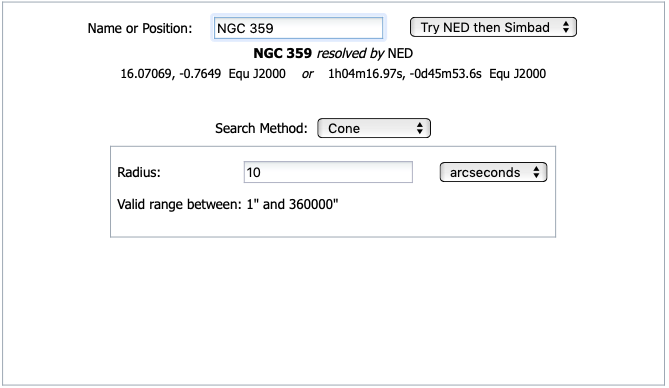 Name or Position: NGC 359 Try NED then Simbad
NGC 359 resolved by NED
16.07069, -0.7649 Equ J2000 or 1h04m16.97s, -0d45m53.6s Equ J2000
Search Method: Cone
Radius: 10 arcseconds
Valid range between: 1" and 360000"